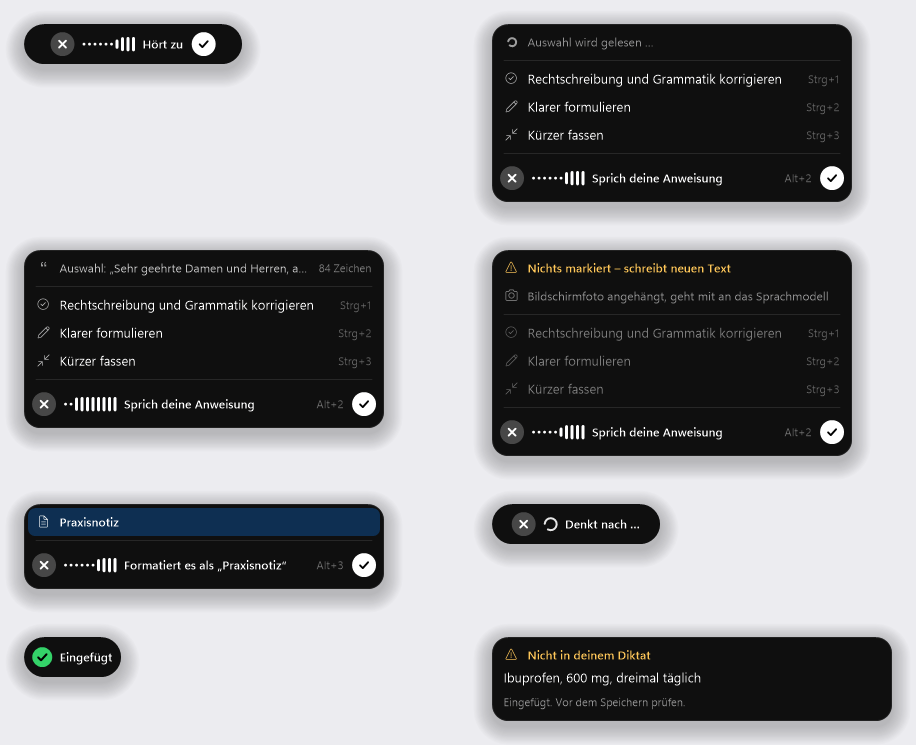 Hört zu
Auswahl wird gelesen ...
Rechtschreibung und Grammatik korrigieren Strg+1
Klarer formulieren Strg+2
Kürzer fassen Strg+3
Sprich deine Anweisung Alt+2
Auswahl: „Sehr geehrte Damen und Herren, a... 84 Zeichen
Rechtschreibung und Grammatik korrigieren Strg+1
Klarer formulieren Strg+2
Kürzer fassen Strg+3
Sprich deine Anweisung Alt+2
Nichts markiert – schreibt neuen Text
Bildschirmfoto angehängt, geht mit an das Sprachmodell
Rechtschreibung und Grammatik korrigieren Strg+1
Klarer formulieren Strg+2
Kürzer fassen Strg+3
Sprich deine Anweisung Alt+2
Praxisnotiz
Formatiert es als „Praxisnotiz“ Alt+3
Denkt nach ...
Eingefügt
Nicht in deinem Diktat
Ibuprofen, 600 mg, dreimal täglich
Eingefügt. Vor dem Speichern prüfen.